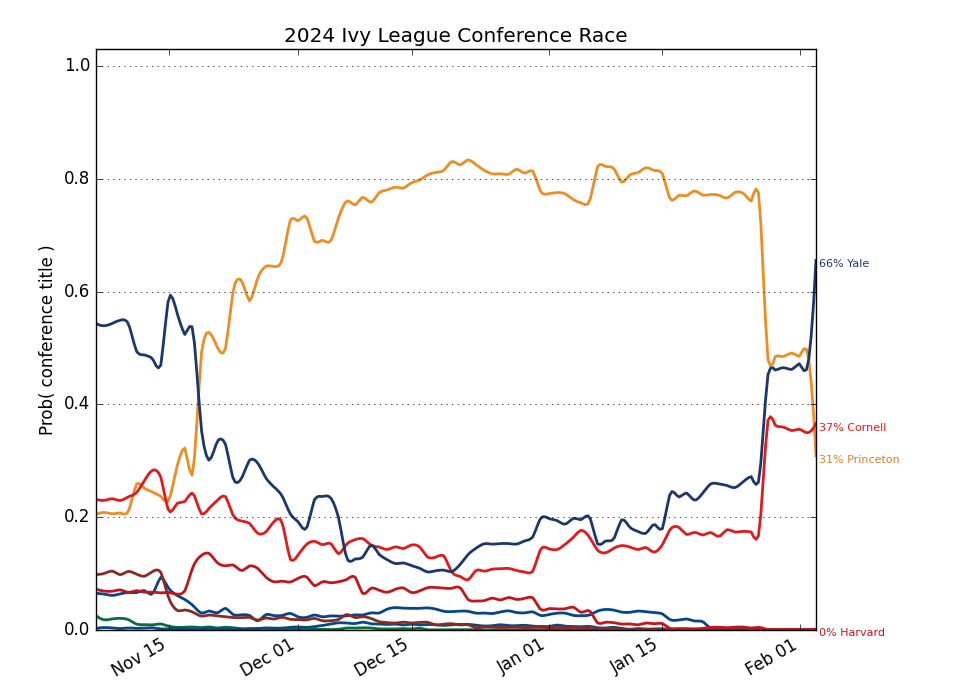 2024 Ivy League Conference Race
Prob( conference title )
1.0
0.8
0.6
0.4
0.2
0.0
66% Yale
37% Cornell
31% Princeton
0% Harvard
Nov 15
Dec 01
Dec 15
Jan 01
Jan 15
Feb 01